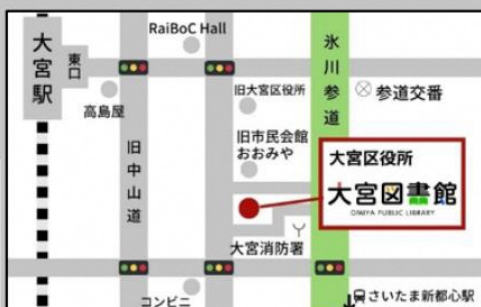 RaiBoC Hall
大宮駅
東口
高島屋
旧中山道
旧大宮区役所
旧市民会館
おおみや
氷川参道
参道交番
大宮区役所
大宮図書館
OMIYA PUBLIC LIBRARY
大宮消防署
コンビニ
さいたま新都心駅